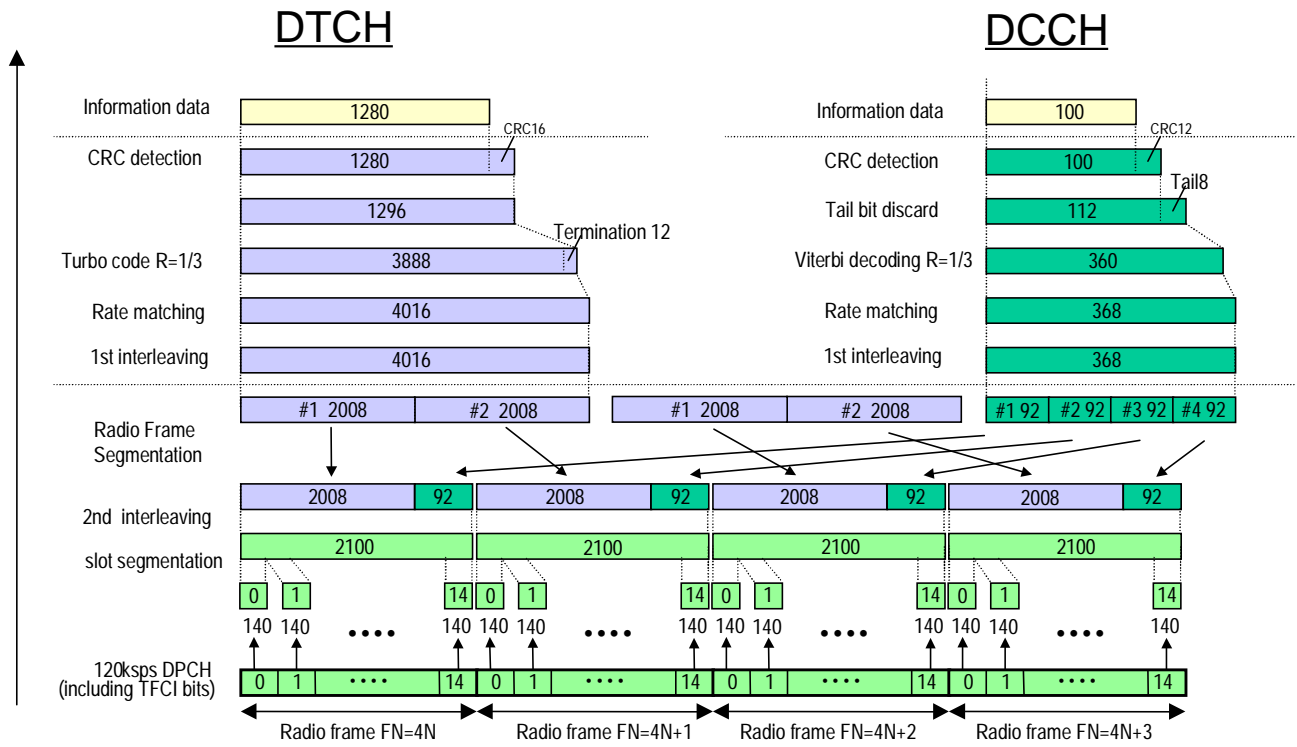 DTCH DCCH
Information data 1280 Information data 100
CRC16 CRC12
CRC detection 1280 CRC detection 100
Tail8
1296 Tail bit discard 112
Termination 12
Turbo code R=1/3 3888 Viterbi decoding R=1/3 360
Rate matching 4016 Rate matching 368
1st interleaving 4016 1st interleaving 368
#1 2008 #2 2008 #1 2008 #2 2008 #1 92 #2 92 #3 92 #4 92
Radio Frame
Segmentation
2008 92 2008 92 2008 92 2008 92
2nd interleaving
2100 2100 2100 2100
slot segmentation
0 1 14 0 1 14 0 1 14 0 1 14
140 140 •••• 140 140 140 •••• 140 140 140 •••• 140 140 140 •••• 140
120ksps DPCH
(including TFCI bits)
0 1 •••• 14 0 1 •••• 14 0 1 •••• 14 0 1 •••• 14
Radio frame FN=4N Radio frame FN=4N+1 Radio frame FN=4N+2 Radio frame FN=4N+3